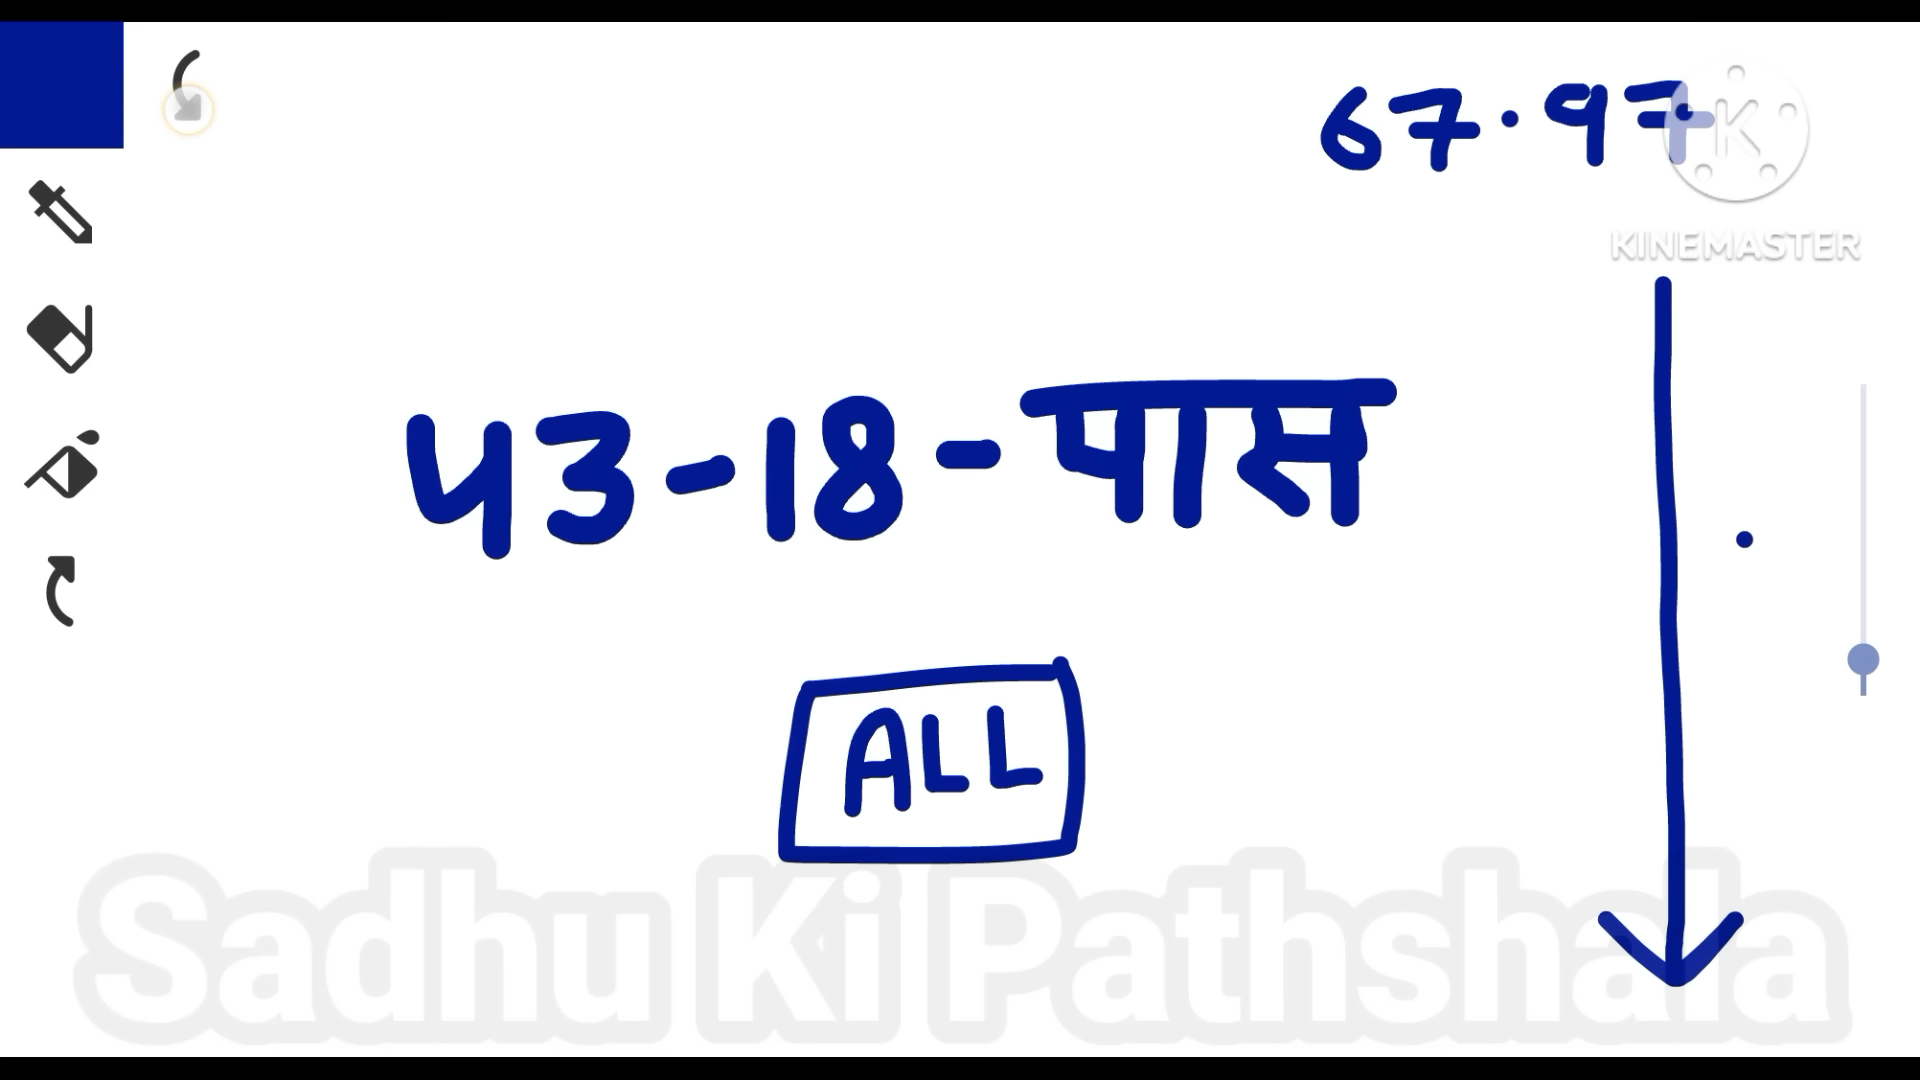 67.97
K
KINEMASTER
43-18-पास
ALL
Sadhu Ki Pathshala